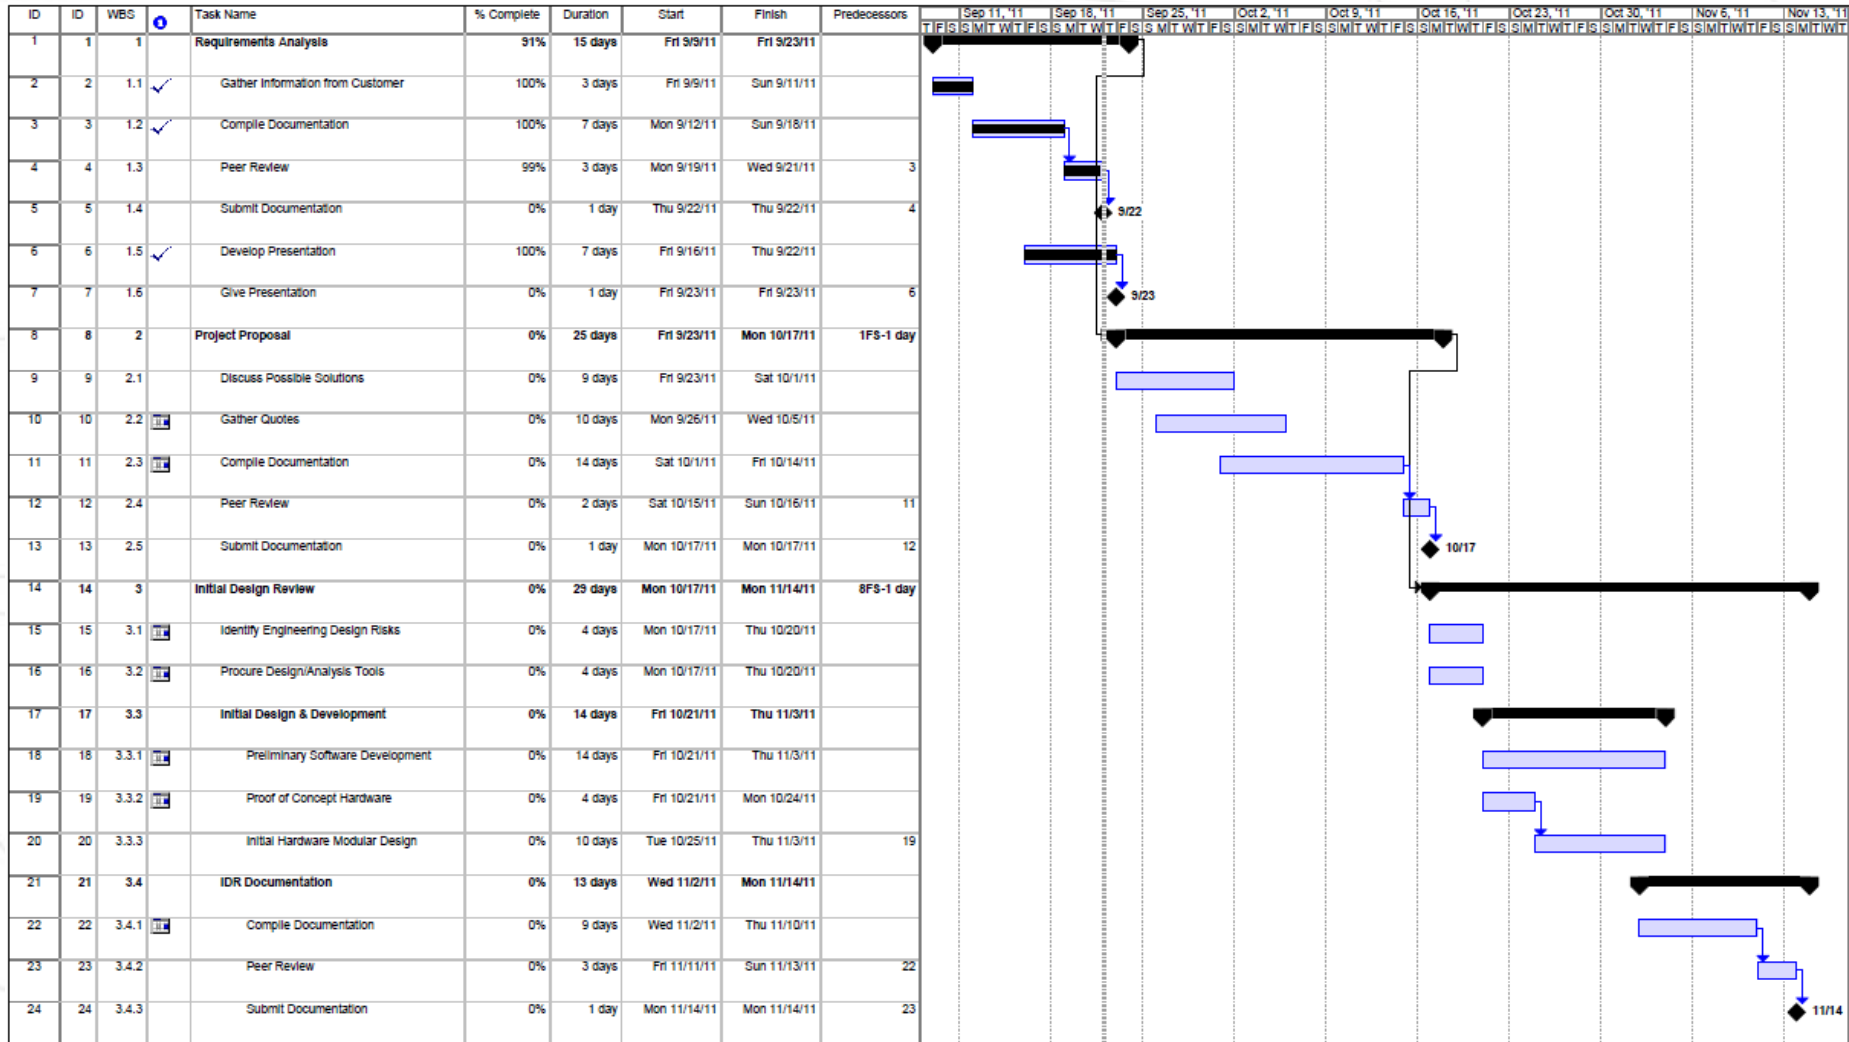 ID ID WBS Task Name % Complete Duration Start Finish Predecessors Sep 11, '11 Sep 18, '11 Sep 25, '11 Oct 2, '11 Oct 9, '11 Oct 16, '11 Oct 23, '11 Oct 30, '11 Nov 6, '11 Nov 13, '11
T F S S M T W T F S S M T W T F S S M T W T F S S M T W T F S S M T W T F S S M T W T F S S M T W T F S S M T W T F S S M T W T F S S M T W T
1 1 1 Requirements Analysis 91% 15 days Fri 9/9/11 Fri 9/23/11
2 2 1.1 Gather Information from Customer 100% 3 days Fri 9/9/11 Sun 9/11/11
3 3 1.2 Compile Documentation 100% 7 days Mon 9/12/11 Sun 9/18/11
4 4 1.3 Peer Review 99% 3 days Mon 9/19/11 Wed 9/21/11 3
5 5 1.4 Submit Documentation 0% 1 day Thu 9/22/11 Thu 9/22/11 4 9/22
6 6 1.5 Develop Presentation 100% 7 days Fri 9/16/11 Thu 9/22/11
7 7 1.6 Give Presentation 0% 1 day Fri 9/23/11 Fri 9/23/11 6 9/23
8 8 2 Project Proposal 0% 25 days Fri 9/23/11 Mon 10/17/11 1FS-1 day
9 9 2.1 Discuss Possible Solutions 0% 9 days Fri 9/23/11 Sat 10/1/11
10 10 2.2 Gather Quotes 0% 10 days Mon 9/26/11 Wed 10/5/11
11 11 2.3 Compile Documentation 0% 14 days Sat 10/1/11 Fri 10/14/11
12 12 2.4 Peer Review 0% 2 days Sat 10/15/11 Sun 10/16/11 11
13 13 2.5 Submit Documentation 0% 1 day Mon 10/17/11 Mon 10/17/11 12 10/17
14 14 3 Initial Design Review 0% 29 days Mon 10/17/11 Mon 11/14/11 8FS-1 day
15 15 3.1 Identify Engineering Design Risks 0% 4 days Mon 10/17/11 Thu 10/20/11
16 16 3.2 Procure Design/Analysis Tools 0% 4 days Mon 10/17/11 Thu 10/20/11
17 17 3.3 Initial Design & Development 0% 14 days Fri 10/21/11 Thu 11/3/11
18 18 3.3.1 Preliminary Software Development 0% 14 days Fri 10/21/11 Thu 11/3/11
19 19 3.3.2 Proof of Concept Hardware 0% 4 days Fri 10/21/11 Mon 10/24/11
20 20 3.3.3 Initial Hardware Modular Design 0% 10 days Tue 10/25/11 Thu 11/3/11 19
21 21 3.4 IDR Documentation 0% 13 days Wed 11/2/11 Mon 11/14/11
22 22 3.4.1 Compile Documentation 0% 9 days Wed 11/2/11 Thu 11/10/11
23 23 3.4.2 Peer Review 0% 3 days Fri 11/11/11 Sun 11/13/11 22
24 24 3.4.3 Submit Documentation 0% 1 day Mon 11/14/11 Mon 11/14/11 23 11/14